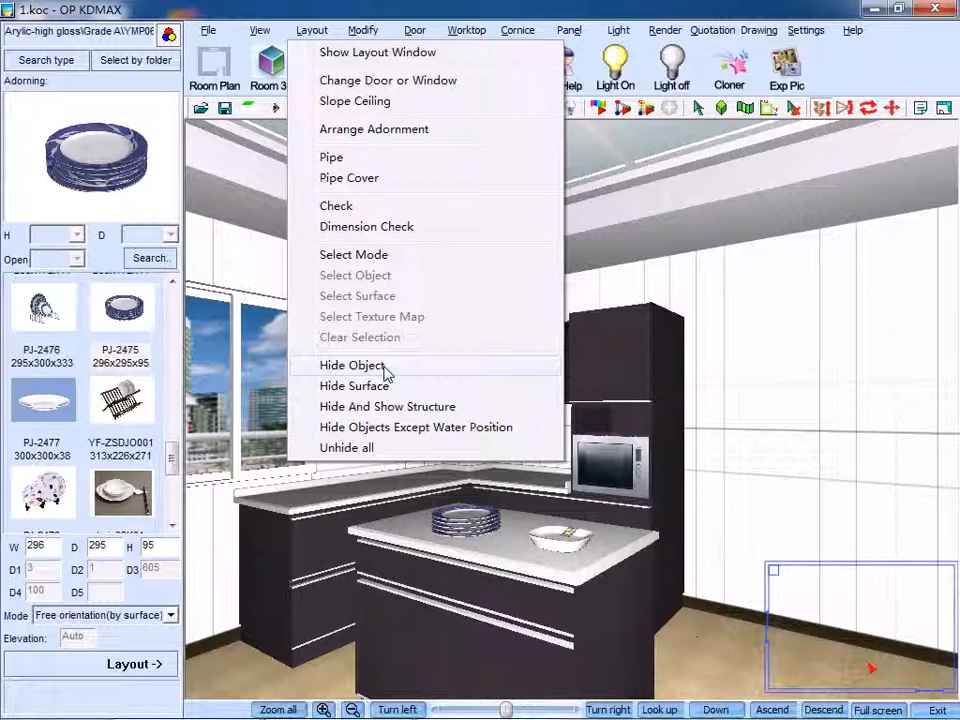 1.koc - OP KDMAX
Arylic-high gloss\Grade A\YMP06
File View Layout Modify Door Worktop Cornice Panel Light Render Quotation Drawing Settings Help
Search type Select by folder
Adorning:
Room Plan Room 3 Help Light On Light off Cloner Exp Pic
Show Layout Window
Change Door or Window
Slope Ceiling
Arrange Adornment
Pipe
Pipe Cover
Check
Dimension Check
Select Mode
Select Object
Select Surface
Select Texture Map
Clear Selection
Hide Object
Hide Surface
Hide And Show Structure
Hide Objects Except Water Position
Unhide all
H D
Open Search..
PJ-2476 PJ-2475
295x300x333 296x295x95
PJ-2477 YF-ZSDJO001
300x300x38 313x226x271
W 296 D 295 H 95
D1 3 D2 1 D3 605
D4 100 D5
Mode Free orientation(by surface)
Elevation: Auto
Layout ->
Zoom all Turn left Turn right Look up Down Ascend Descend Full screen Exit